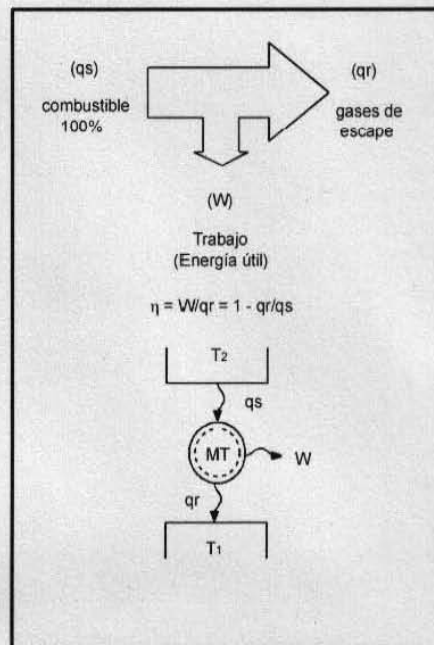 (qs)
combustible
100%
(qr)
gases de
escape
(W)
Trabajo
(Energía útil)
η = W/qr = 1 - qr/qs
T2
qs
MT
W
qr
T1